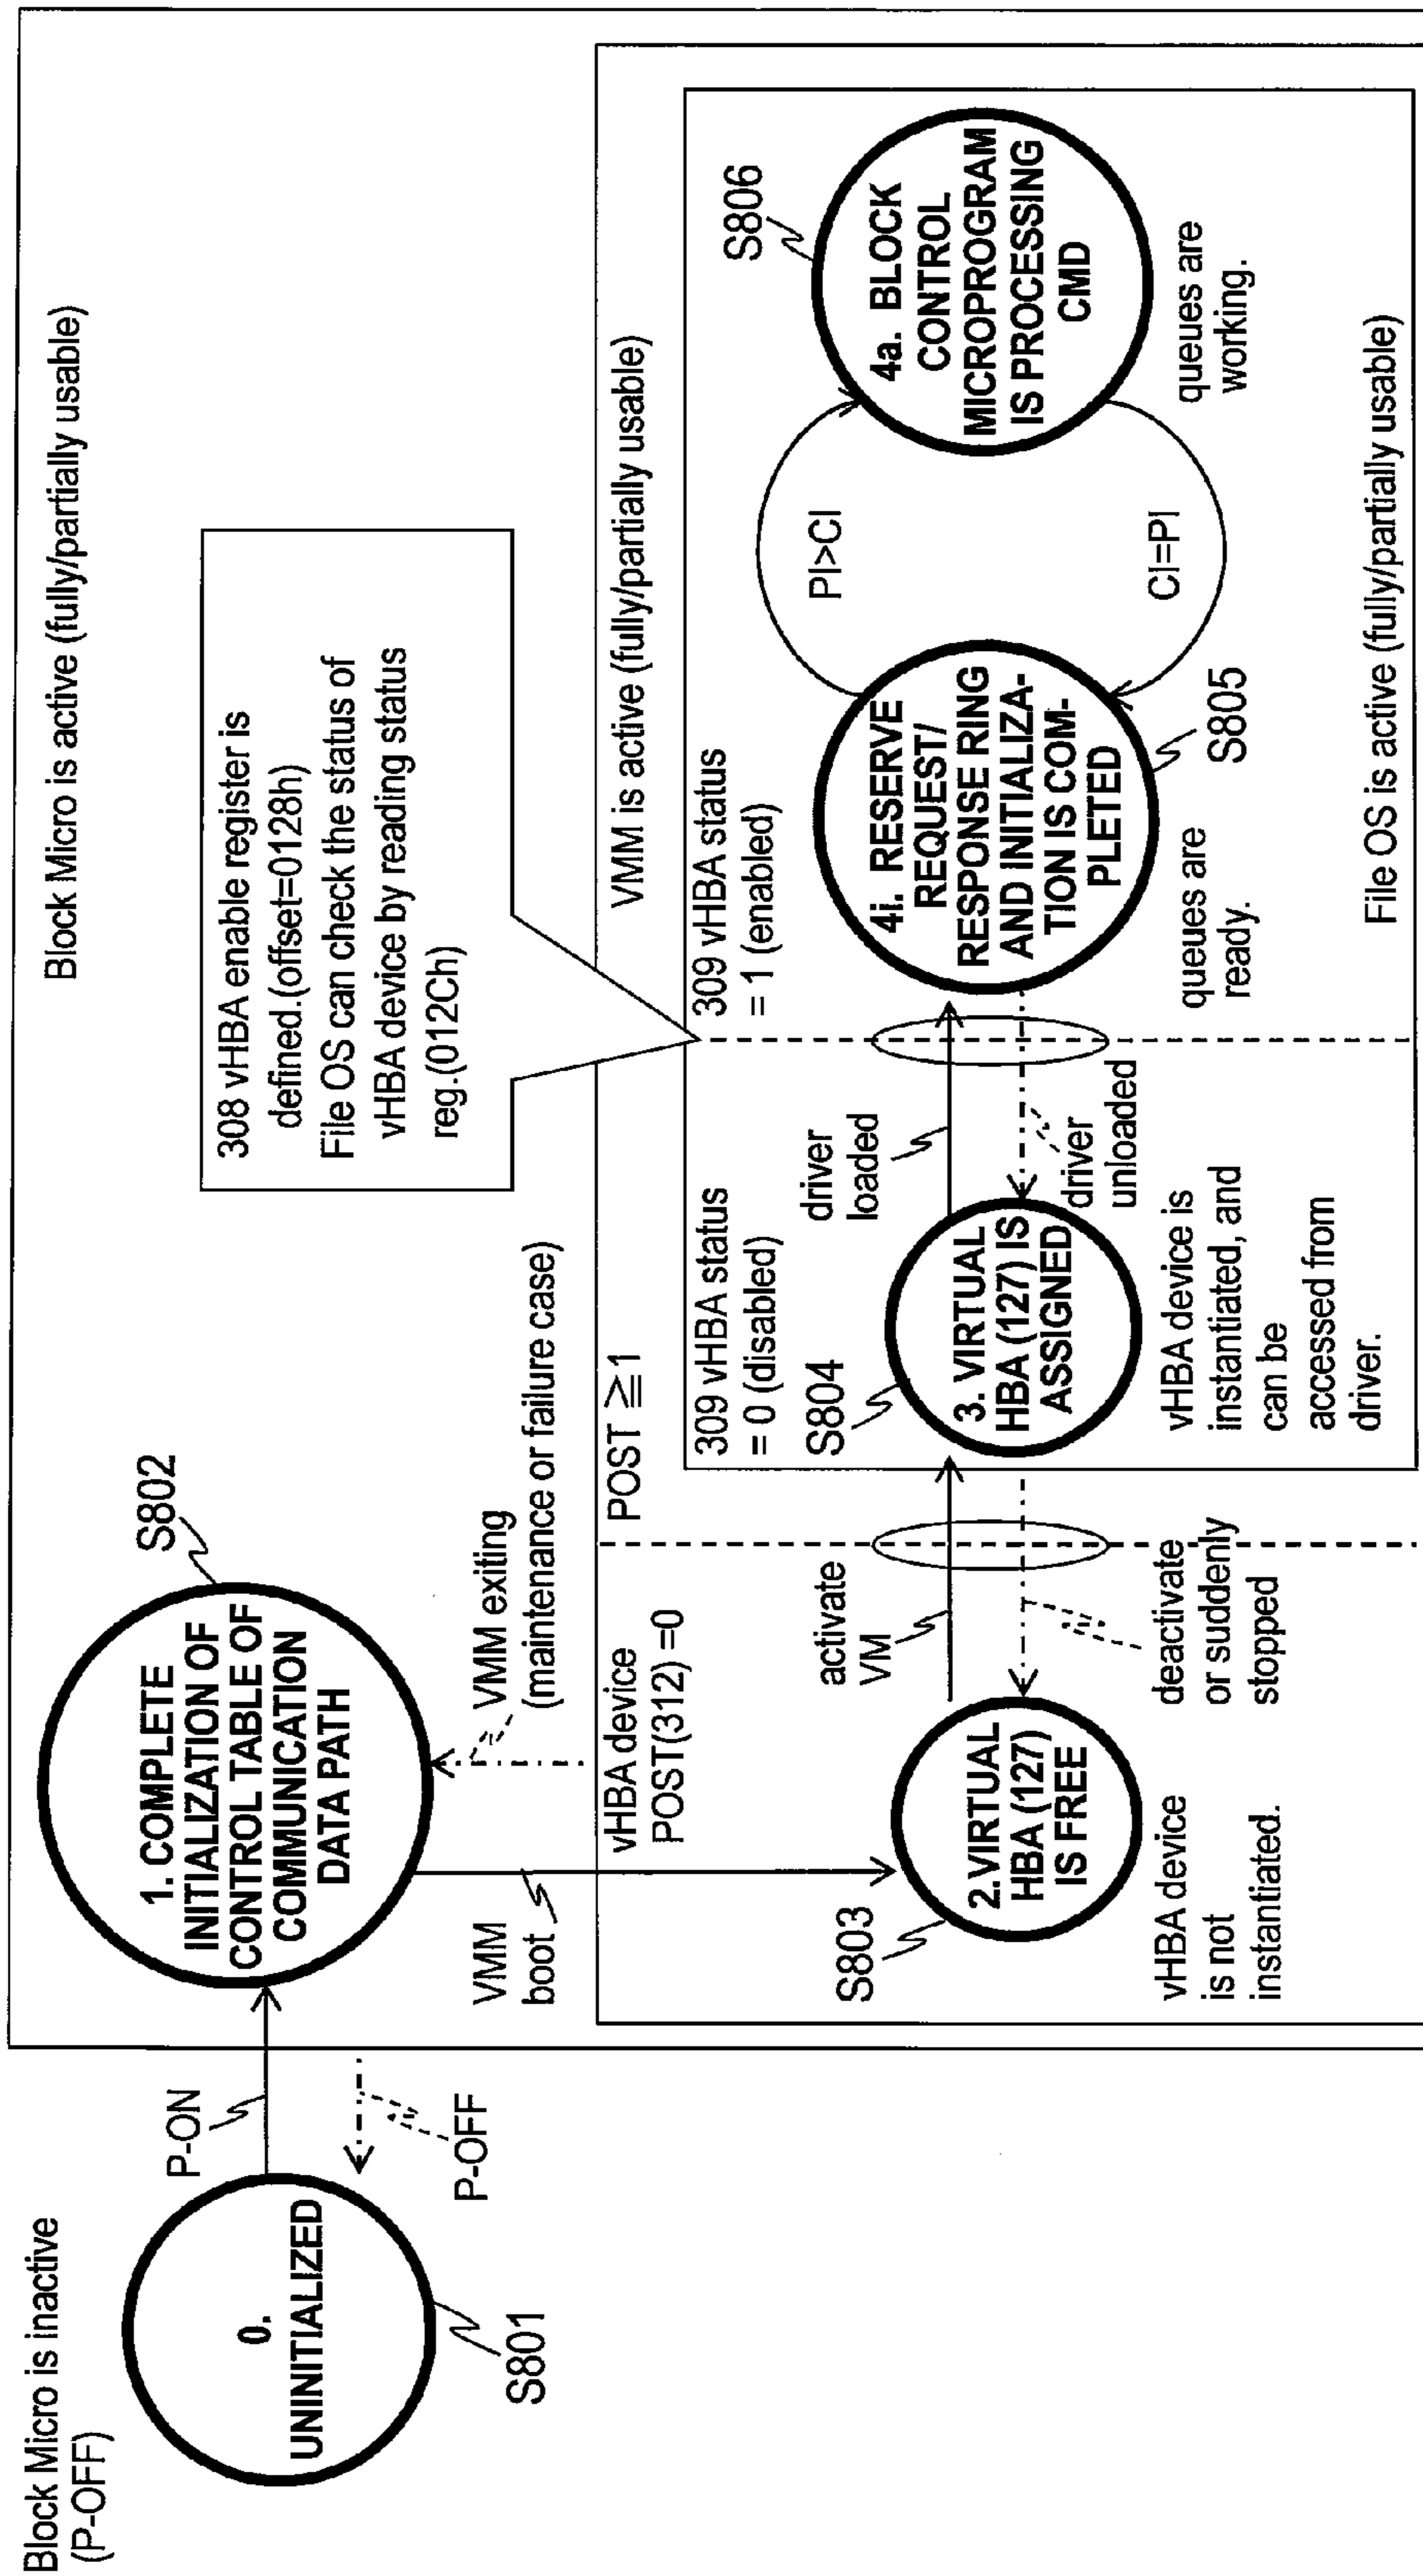 Block Micro is inactive
(P-OFF)
0.
UNINITIALIZED
S801
P-ON
P-OFF
Block Micro is active (fully/partially usable)
1. COMPLETE
INITIALIZATION OF
CONTROL TABLE OF
COMMUNICATION
DATA PATH
S802
VMM
boot
VMM exiting
(maintenance or failure case)
308 vHBA enable register is
defined.(offset=0128h)
File OS can check the status of
vHBA device by reading status
reg.(012Ch)
VMM is active (fully/partially usable)
vHBA device
POST(312) =0
POST ≧1
S803
2. VIRTUAL
HBA (127)
IS FREE
vHBA device
is not
instantiated.
activate
VM
deactivate
or suddenly
stopped
309 vHBA status
= 0 (disabled)
S804
3. VIRTUAL
HBA (127) IS
ASSIGNED
vHBA device is
instantiated, and
can be
accessed from
driver.
driver
loaded
driver
unloaded
309 vHBA status
= 1 (enabled)
4i. RESERVE
REQUEST/
RESPONSE RING
AND INITIALIZA-
TION IS COM-
PLETED
S805
queues are
ready.
PI>CI
CI=PI
S806
4a. BLOCK
CONTROL
MICROPROGRAM
IS PROCESSING
CMD
queues are
working.
File OS is active (fully/partially usable)